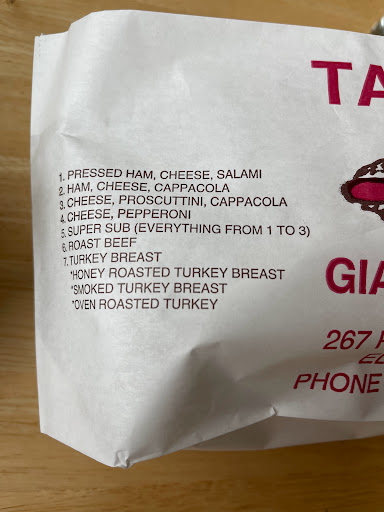 TA
1. PRESSED HAM, CHEESE, SALAMI
2. HAM, CHEESE, CAPPACOLA
3. CHEESE, PROSCUTTINI, CAPPACOLA
4. CHEESE, PEPPERONI
5. SUPER SUB (EVERYTHING FROM 1 TO 3)
6. ROAST BEEF
7. TURKEY BREAST
*HONEY ROASTED TURKEY BREAST
*SMOKED TURKEY BREAST
*OVEN ROASTED TURKEY
GIA
267
PHONE